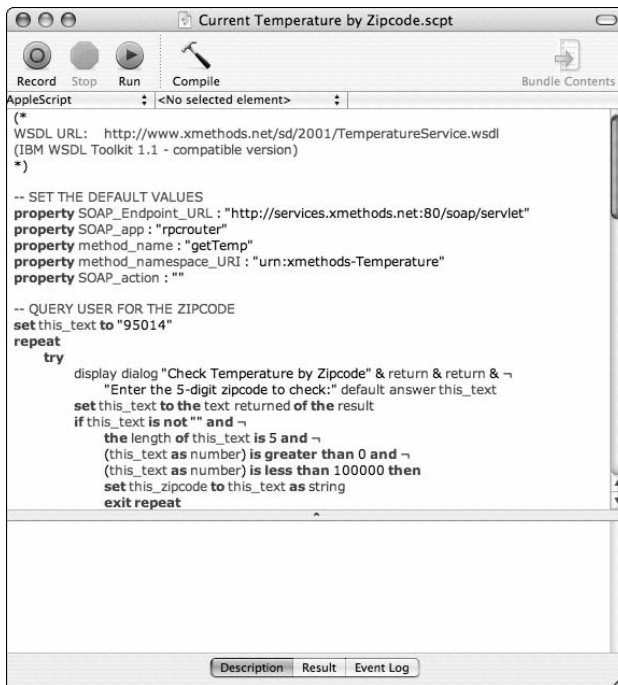 Current Temperature by Zipcode.scpt
Record Stop Run Compile Bundle Contents
AppleScript <No selected element>
(*
WSDL URL: http://www.xmethods.net/sd/2001/TemperatureService.wsdl
(IBM WSDL Toolkit 1.1 - compatible version)
*)
-- SET THE DEFAULT VALUES
property SOAP_Endpoint_URL : "http://services.xmethods.net:80/soap/servlet"
property SOAP_app : "rpcrouter"
property method_name : "getTemp"
property method_namespace_URI : "urn:xmethods-Temperature"
property SOAP_action : ""
-- QUERY USER FOR THE ZIPCODE
set this_text to "95014"
repeat
try
display dialog "Check Temperature by Zipcode" & return & return & ¬
"Enter the 5-digit zipcode to check:" default answer this_text
set this_text to the text returned of the result
if this_text is not "" and ¬
the length of this_text is 5 and ¬
(this_text as number) is greater than 0 and ¬
(this_text as number) is less than 100000 then
set this_zipcode to this_text as string
exit repeat
Description Result Event Log